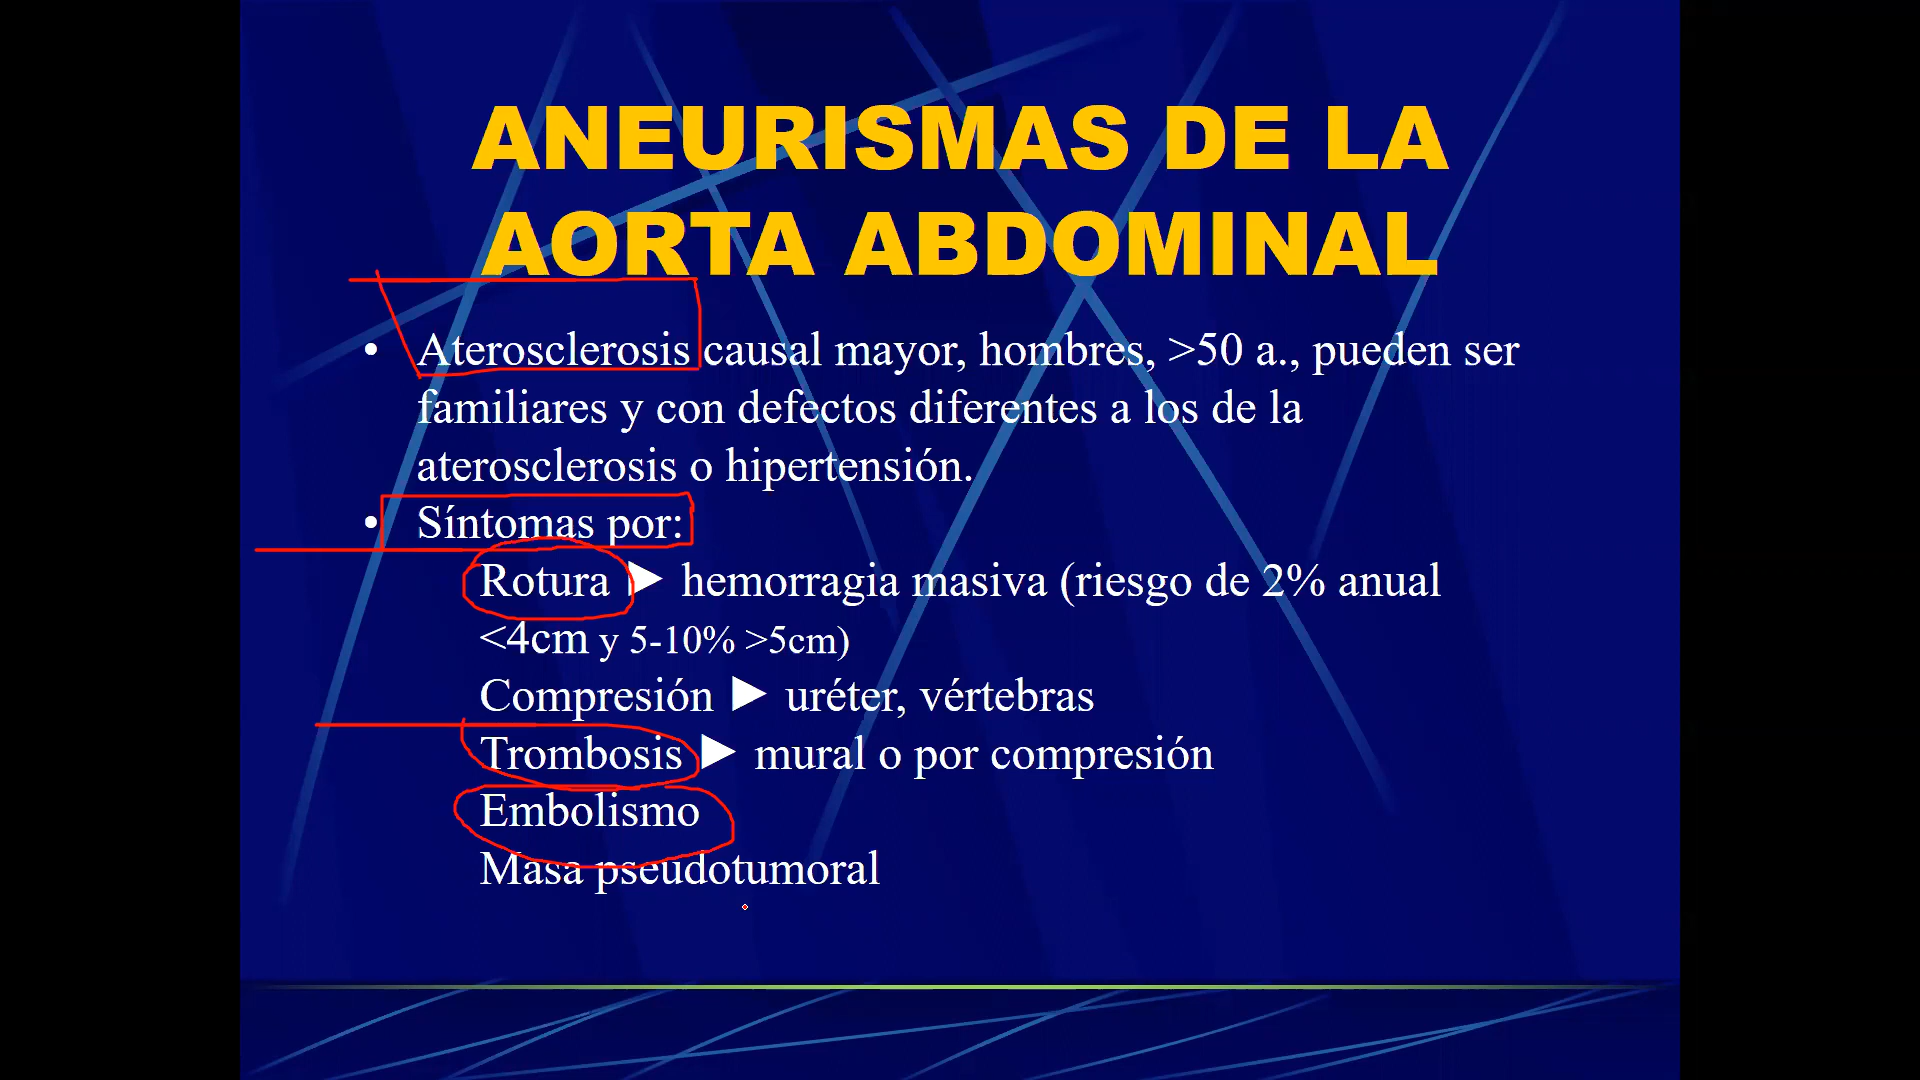 ANEURISMAS DE LA
AORTA ABDOMINAL
• Aterosclerosis causal mayor, hombres, >50 a., pueden ser
familiares y con defectos diferentes a los de la
aterosclerosis o hipertensión.
• Síntomas por:
Rotura ► hemorragia masiva (riesgo de 2% anual
<4cm y 5-10% >5cm)
Compresión ► uréter, vértebras
Trombosis ► mural o por compresión
Embolismo
Masa pseudotumoral